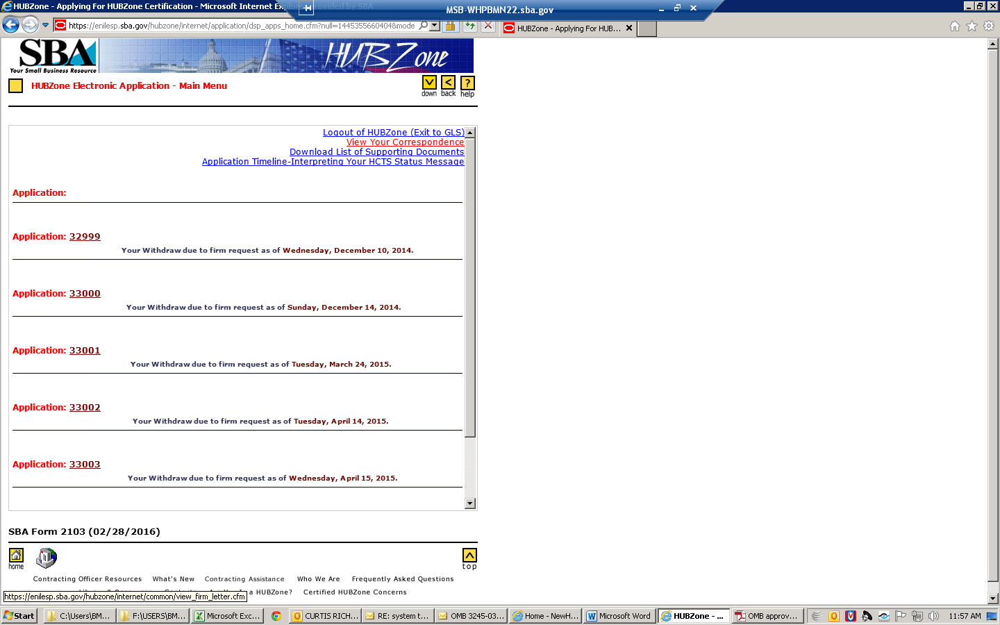 HUBZone - Applying For HUBZone Certification - Microsoft Internet Explorer provided by SBA
MSB-WHPBMN22.sba.gov
https://enilesp.sba.gov/hubzone/internet/application/dsp_apps_home.cfm?null=1445355660404&mode
HUBZone - Applying For HUB...
SBA
Your Small Business Resource
HUBZone
HUBZone Electronic Application - Main Menu
down back help
Logout of HUBZone (Exit to GLS)
View Your Correspondence
Download List of Supporting Documents
Application Timeline-Interpreting Your HCTS Status Message
Application:
Application: 32999
Your Withdraw due to firm request as of Wednesday, December 10, 2014.
Application: 33000
Your Withdraw due to firm request as of Sunday, December 14, 2014.
Application: 33001
Your Withdraw due to firm request as of Tuesday, March 24, 2015.
Application: 33002
Your Withdraw due to firm request as of Tuesday, April 14, 2015.
Application: 33003
Your Withdraw due to firm request as of Wednesday, April 15, 2015.
SBA Form 2103 (02/28/2016)
home top
Contracting Officer Resources What's New Contracting Assistance Who We Are Frequently Asked Questions
a HUBZone? Certified HUBZone Concerns
https://enilesp.sba.gov/hubzone/internet/common/view_firm_letter.cfm
Start C:\Users\BM... F:\USERS\BM... Microsoft Exc... CURTIS RICH... RE: system t... OMB 3245-03... Home - NewH... Microsoft Word HUBZone - ... OMB approv... 11:57 AM